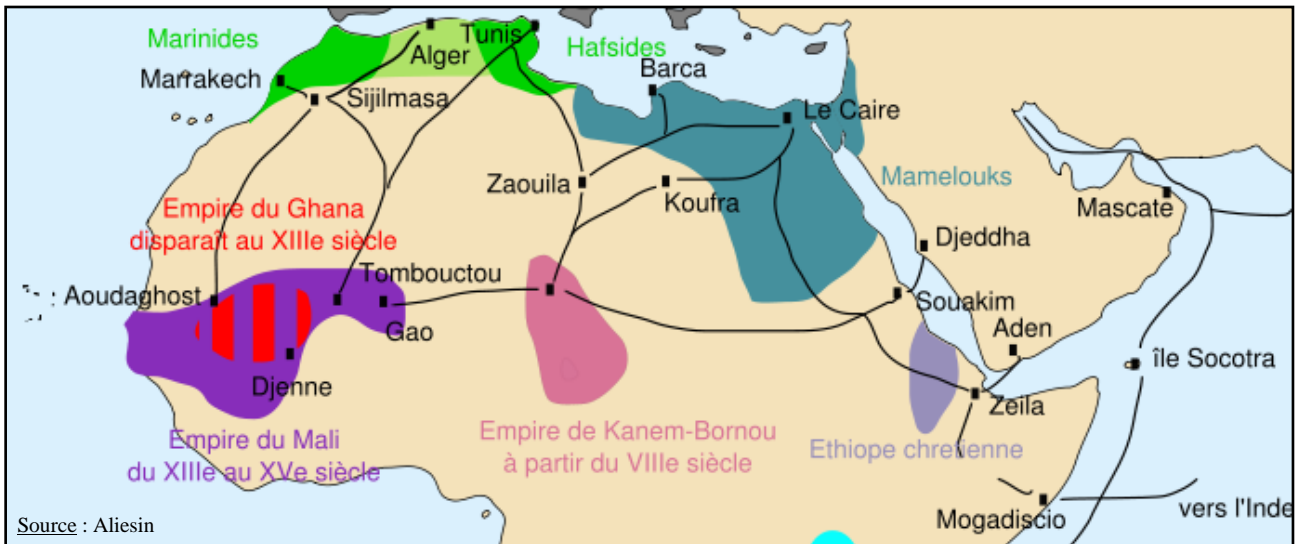 Marinides
Tunis
Hafsides
Alger
Barca
Marrakech
Sijilmasa
Le Caire
Zaouila
Koufra
Mamelouks
Mascate
Empire du Ghana
disparaît au XIIIe siècle
Djeddha
Tombouctou
Aoudaghost
Souakim
Gao
Aden
île Socotra
Djenne
Zeila
Empire du Mali
du XIIIe au XVe siècle
Empire de Kanem-Bornou
à partir du VIIIe siècle
Ethiope chretienne
Mogadiscio
vers l'Inde
Source : Aliesin